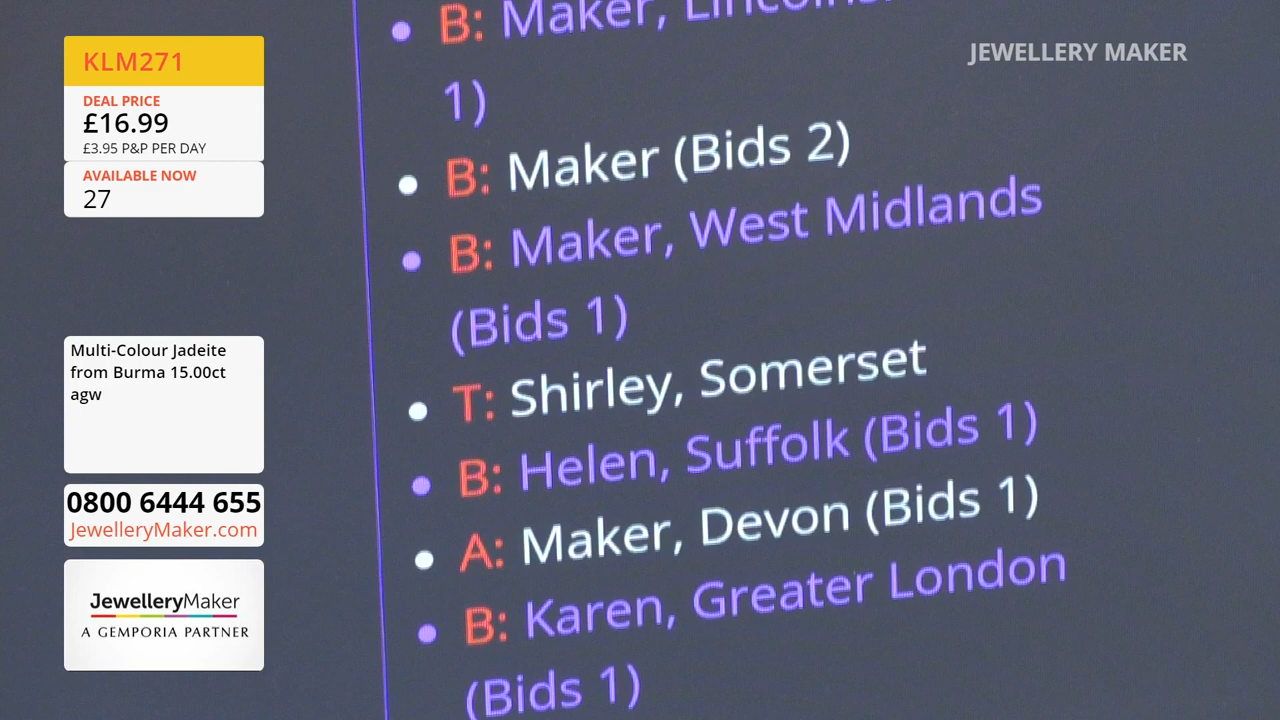 KLM271
DEAL PRICE
£16.99
£3.95 P&P PER DAY
AVAILABLE NOW
27
Multi-Colour Jadeite
from Burma 15.00ct
agw
0800 6444 655
JewelleryMaker.com
JewelleryMaker
A GEMPORIA PARTNER
JEWELLERY MAKER
B: Maker,
1)
B: Maker (Bids 2)
B: Maker, West Midlands
(Bids 1)
T: Shirley, Somerset
B: Helen, Suffolk (Bids 1)
A: Maker, Devon (Bids 1)
B: Karen, Greater London
(Bids 1)